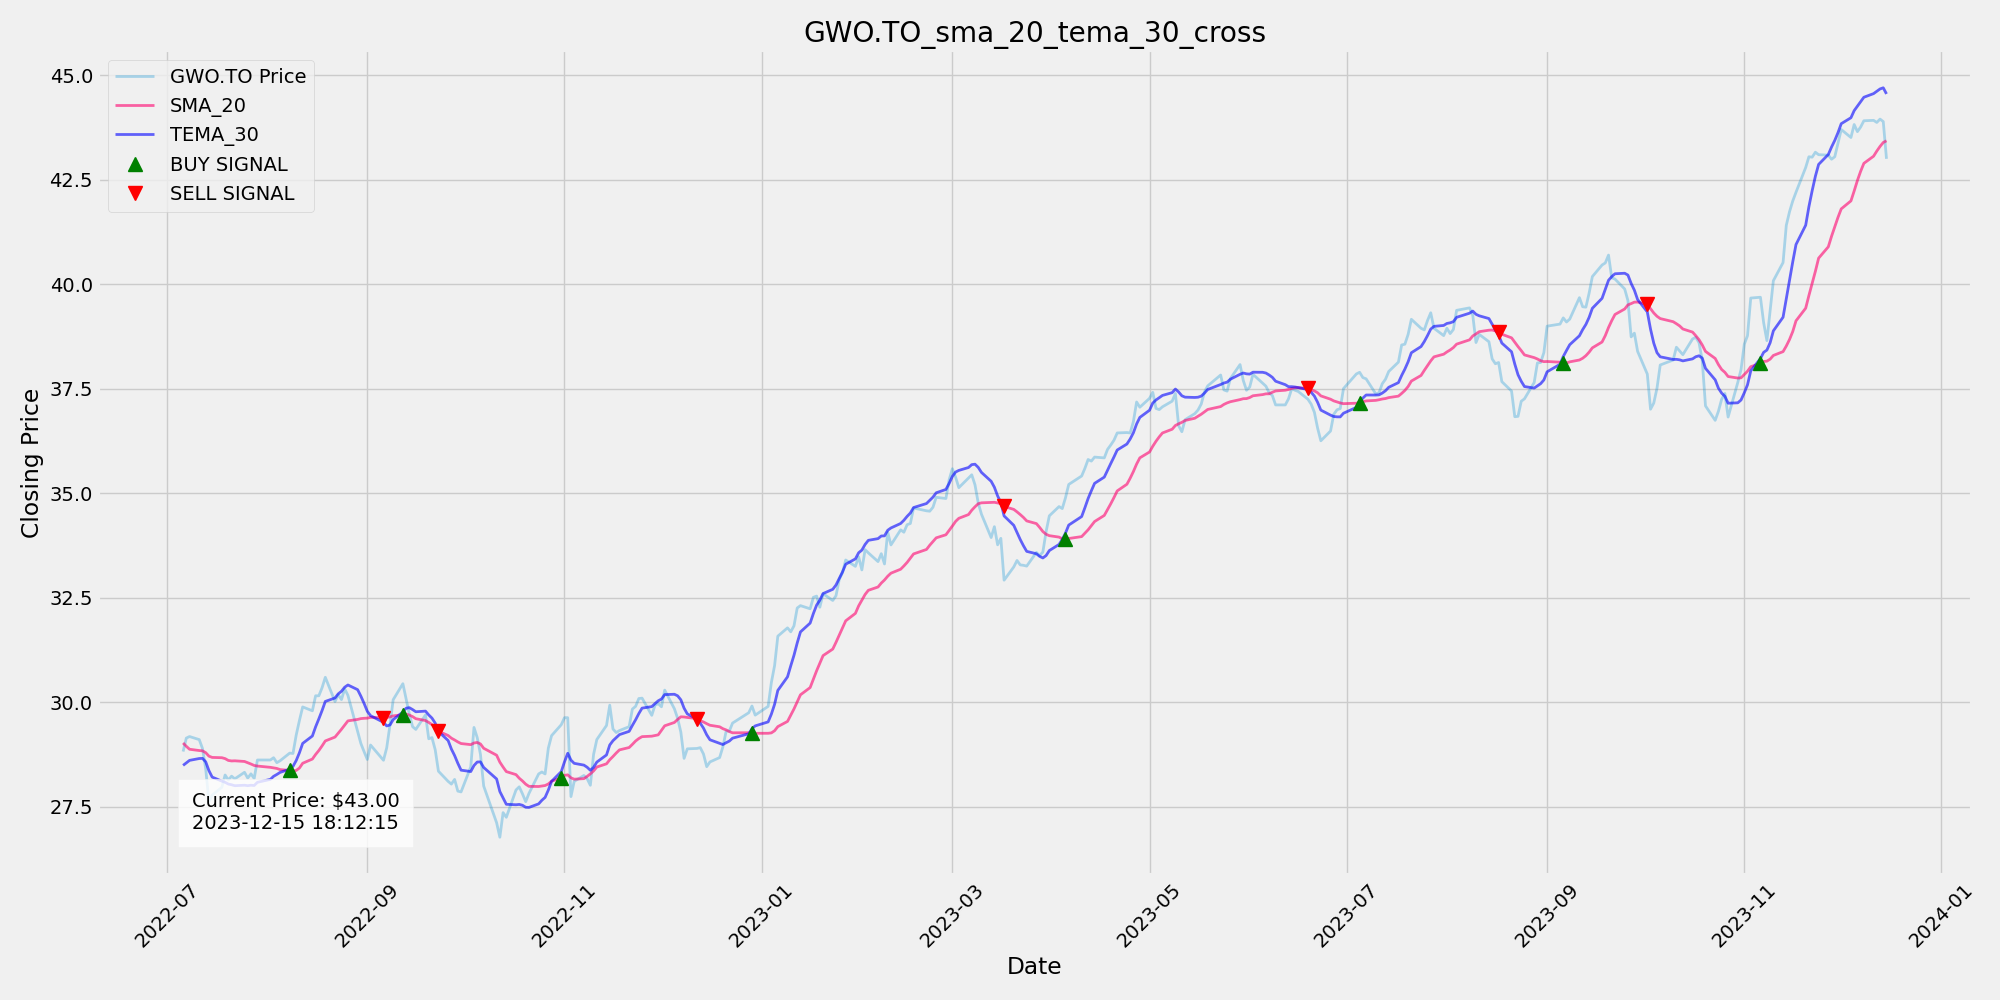 GWO.TO_sma_20_tema_30_cross
GWO.TO Price
SMA_20
TEMA_30
BUY SIGNAL
SELL SIGNAL
45.0
42.5
40.0
37.5
35.0
32.5
30.0
27.5
Closing Price
Current Price: $43.00
2023-12-15 18:12:15
2022-07
2022-09
2022-11
2023-01
2023-03
2023-05
2023-07
2023-09
2023-11
2024-01
Date